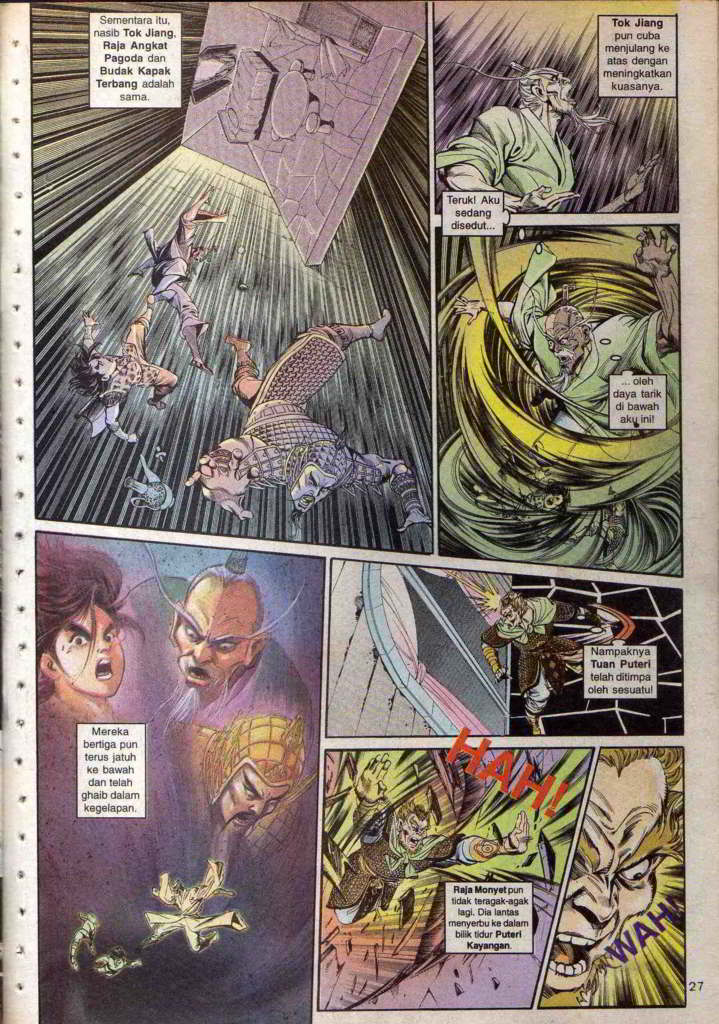 Sementara itu,
nasib Tok Jiang,
Raja Angkat
Pagoda dan
Budak Kapak
Terbang adalah
sama.
Tok Jiang
pun cuba
menjulang ke
atas dengan
meningkatkan
kuasanya.
Teruk! Aku
sedang
disedut...
... oleh
daya tarik
di bawah
aku ini!
Mereka
bertiga pun
terus jatuh
ke bawah
dan telah
ghaib dalam
kegelapan.
Nampaknya
Tuan Puteri
telah ditimpa
oleh sesuatu!
HAH!
Raja Monyet pun
tidak teragak-agak
lagi. Dia lantas
menyerbu ke dalam
bilik tidur Puteri
Kayangan.
WAH!
27